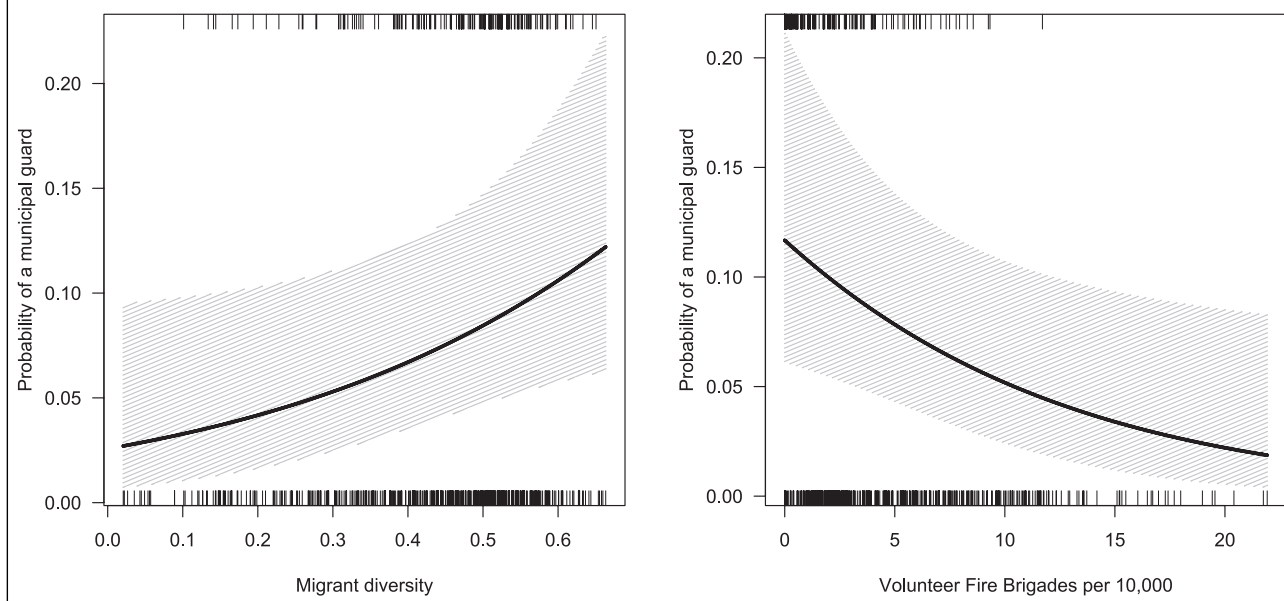 Probability of a municipal guard
0.20
0.15
0.10
0.05
0.00
0.0 0.1 0.2 0.3 0.4 0.5 0.6
Migrant diversity
Probability of a municipal guard
0.20
0.15
0.10
0.05
0.00
0 5 10 15 20
Volunteer Fire Brigades per 10,000